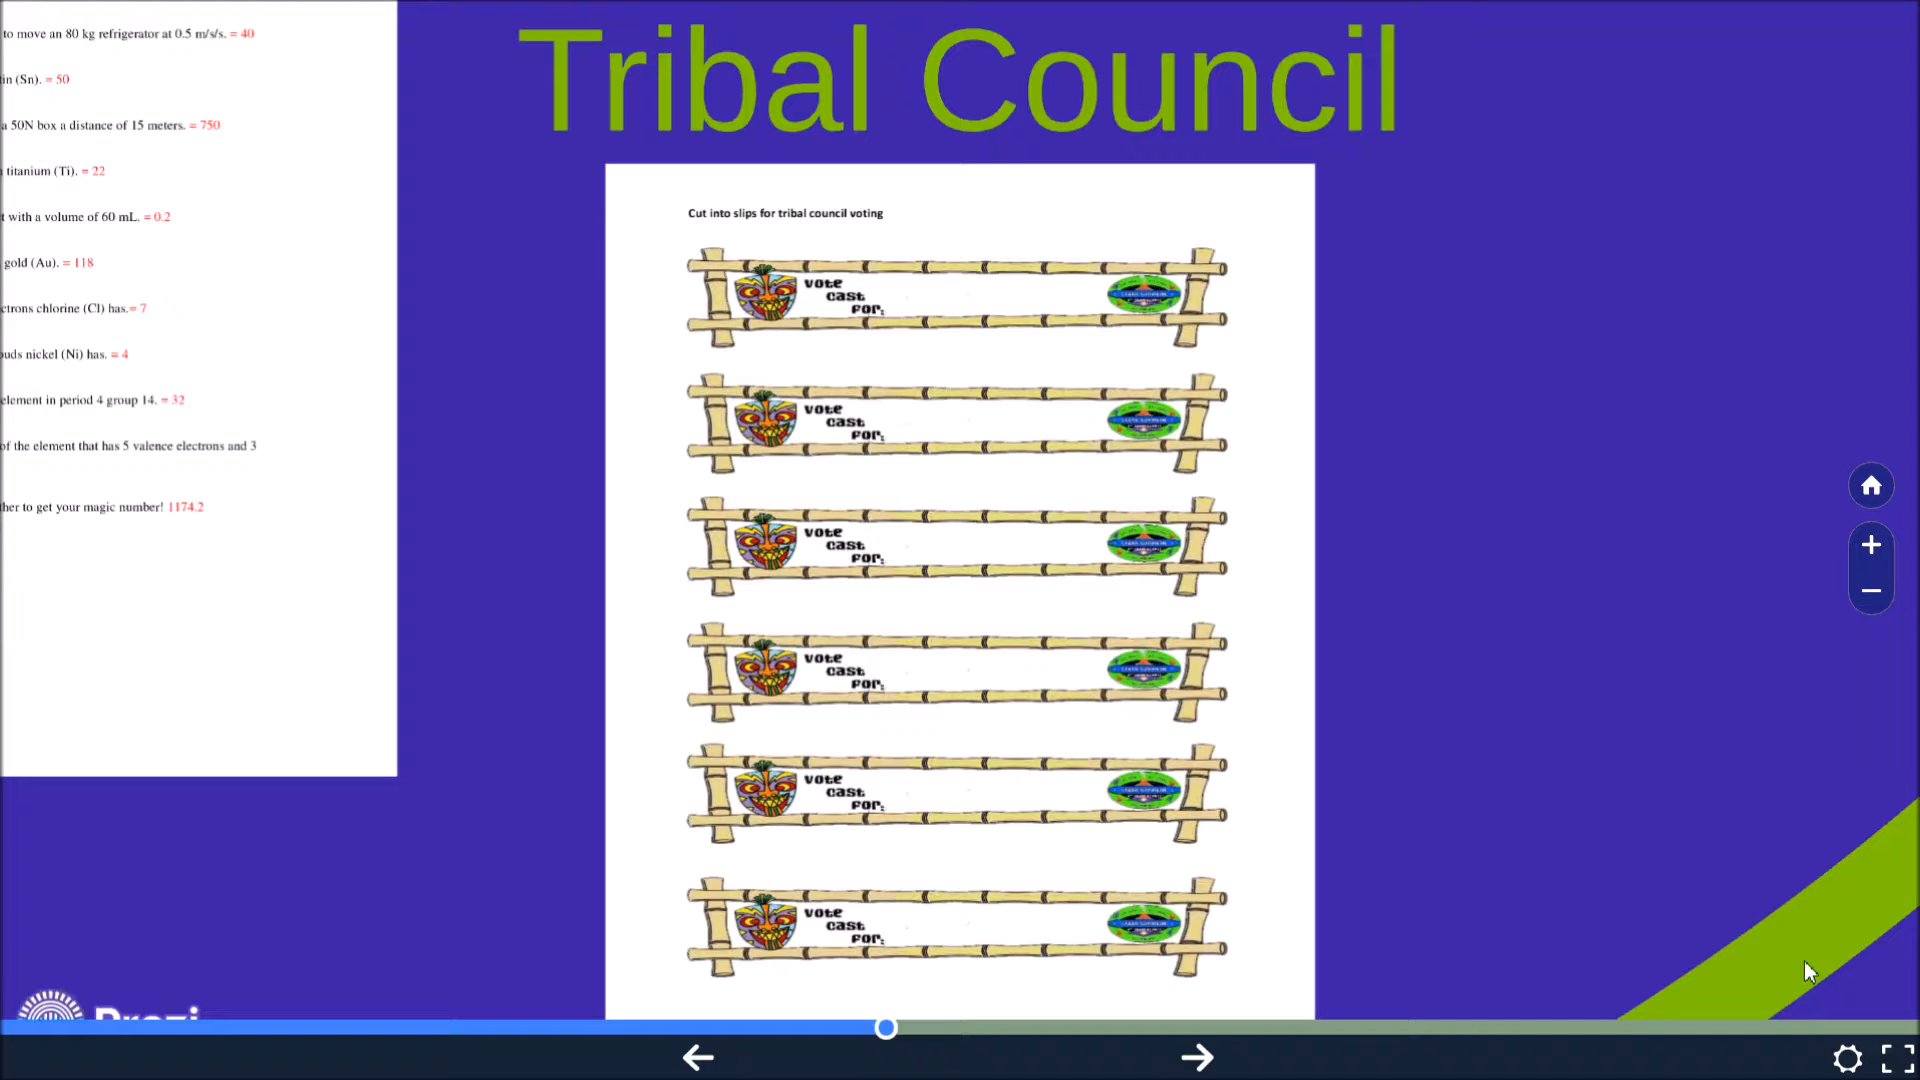 Tribal Council
to move an 80 kg refrigerator at 0.5 m/s/s. = 40
in (Sn). = 50
a 50N box a distance of 15 meters. = 750
titanium (Ti). = 22
t with a volume of 60 mL. = 0.2
gold (Au). = 118
ctrons chlorine (Cl) has.= 7
ouds nickel (Ni) has. = 4
element in period 4 group 14. = 32
of the element that has 5 valence electrons and 3
ther to get your magic number! 1174.2
Cut into slips for tribal council voting
vote
cast
for:
vote
cast
for:
vote
cast
for:
vote
cast
for:
vote
cast
for:
vote
cast
for:
Prezi